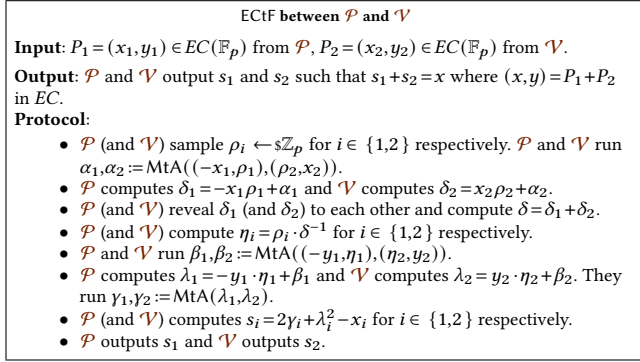 ECtF between 𝒫 and 𝒱
Input: P₁=(x₁,y₁)∈EC(𝔽ₚ) from 𝒫, P₂=(x₂,y₂)∈EC(𝔽ₚ) from 𝒱.
Output: 𝒫 and 𝒱 output s₁ and s₂ such that s₁+s₂=x where (x,y)=P₁+P₂
in EC.
Protocol:
• 𝒫 (and 𝒱) sample ρᵢ ←$ℤₚ for i ∈ {1,2} respectively. 𝒫 and 𝒱 run
α₁,α₂:=MtA((−x₁,ρ₁),(ρ₂,x₂)).
• 𝒫 computes δ₁=−x₁ρ₁+α₁ and 𝒱 computes δ₂=x₂ρ₂+α₂.
• 𝒫 (and 𝒱) reveal δ₁ (and δ₂) to each other and compute δ=δ₁+δ₂.
• 𝒫 (and 𝒱) compute ηᵢ=ρᵢ·δ⁻¹ for i ∈ {1,2} respectively.
• 𝒫 and 𝒱 run β₁,β₂:=MtA((−y₁,η₁),(η₂,y₂)).
• 𝒫 computes λ₁=−y₁·η₁+β₁ and 𝒱 computes λ₂=y₂·η₂+β₂. They
run γ₁,γ₂:=MtA(λ₁,λ₂).
• 𝒫 (and 𝒱) computes sᵢ=2γᵢ+λᵢ²−xᵢ for i ∈ {1,2} respectively.
• 𝒫 outputs s₁ and 𝒱 outputs s₂.